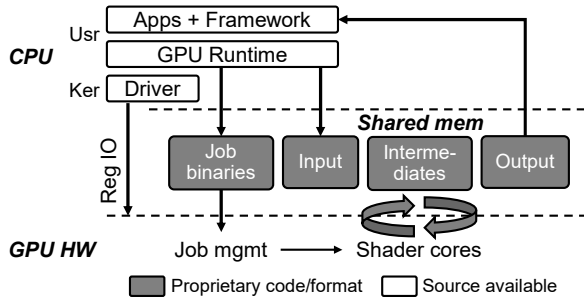 Usr
Apps + Framework
CPU
GPU Runtime
Ker
Driver
Reg IO
Shared mem
Job
binaries
Input
Interme-
diates
Output
GPU HW
Job mgmt
Shader cores
Proprietary code/format
Source available